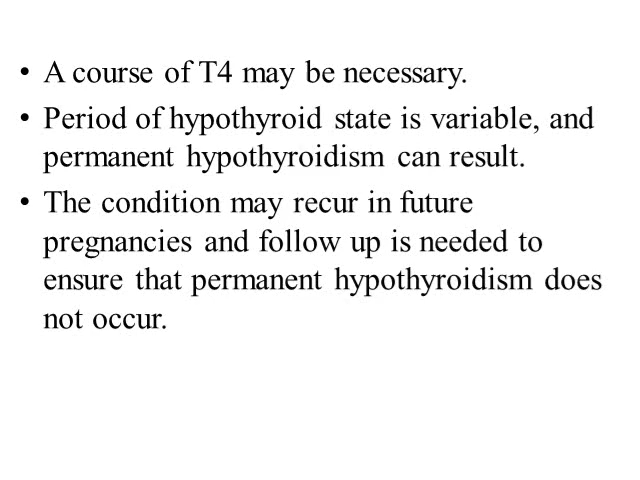 • A course of T4 may be necessary.
• Period of hypothyroid state is variable, and
permanent hypothyroidism can result.
• The condition may recur in future
pregnancies and follow up is needed to
ensure that permanent hypothyroidism does
not occur.